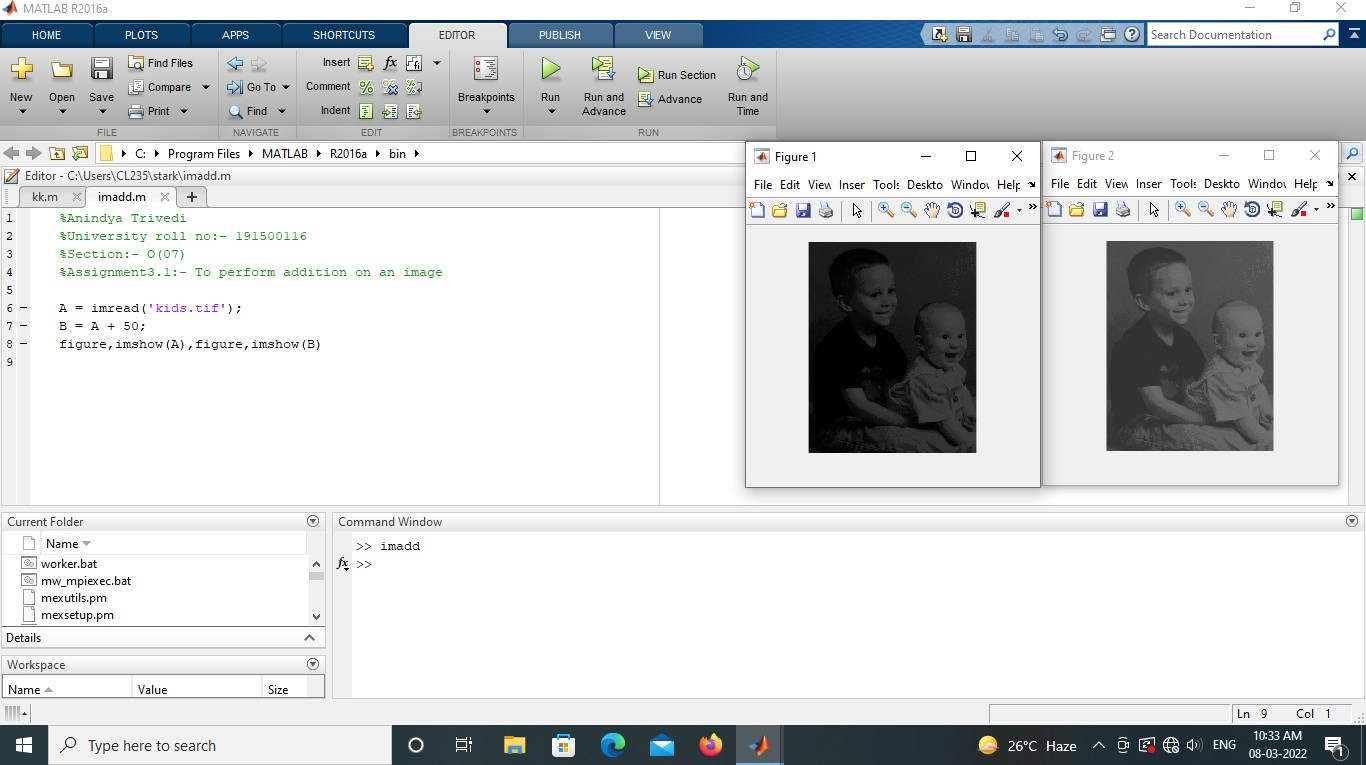 MATLAB R2016a
HOME PLOTS APPS SHORTCUTS EDITOR PUBLISH VIEW
Search Documentation
New Open Save
Find Files
Compare
Print
FILE
Go To
Find
NAVIGATE
Insert fx
Comment
Indent
EDIT
Breakpoints
BREAKPOINTS
Run
Run and Advance
Run Section
Advance
Run and Time
RUN
C: Program Files MATLAB R2016a bin
Editor - C:\Users\CL235\stark\imadd.m
kk.m imadd.m
1 %Anindya Trivedi
2 %University roll no:- 191500116
3 %Section:- O(07)
4 %Assignment3.1:- To perform addition on an image
5
6 A = imread('kids.tif');
7 B = A + 50;
8 figure,imshow(A),figure,imshow(B)
9
Figure 1
File Edit View Inser Tools Deskto Windov Help
Figure 2
File Edit View Inser Tools Deskto Windov Help
Current Folder
Name
worker.bat
mw_mpiexec.bat
mexutils.pm
mexsetup.pm
Details
Workspace
Name Value Size
Command Window
>> imadd
fx >>
Ln 9 Col 1
Type here to search
26°C Haze
ENG
10:33 AM
08-03-2022
1